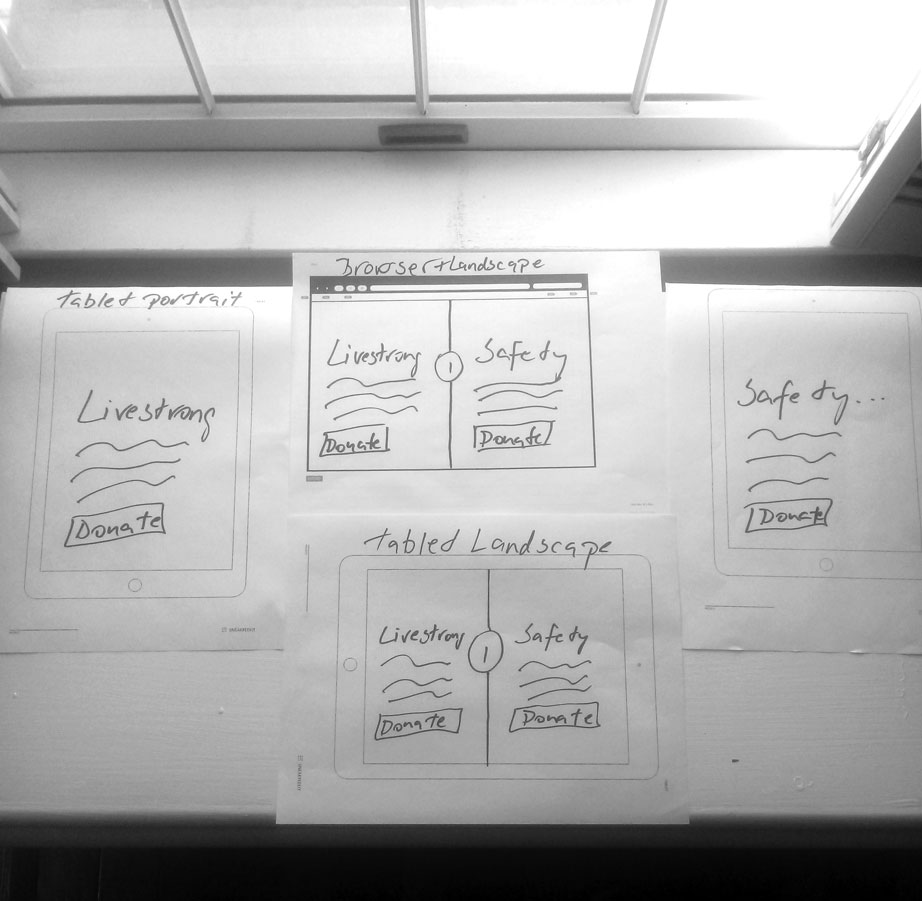 Browser+Landscape
Livestrong
Safety
1
Donate
Donate
tablet portrait
Livestrong
Donate
Safety...
Donate
tabled Landscape
Livestrong
Safety
1
Donate
Donate